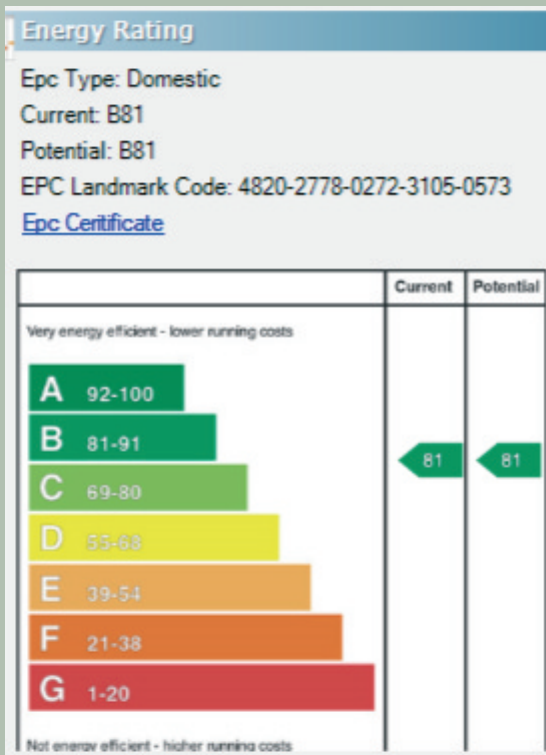 Energy Rating
Epc Type: Domestic
Current: B81
Potential: B81
EPC Landmark Code: 4820-2778-0272-3105-0573
Epc Ceritificate
Current Potential
Very energy efficient - lower running costs
A 92-100
B 81-91
81 81
C 69-80
D 55-68
E 39-54
F 21-38
G 1-20
Not energy efficient - higher running costs